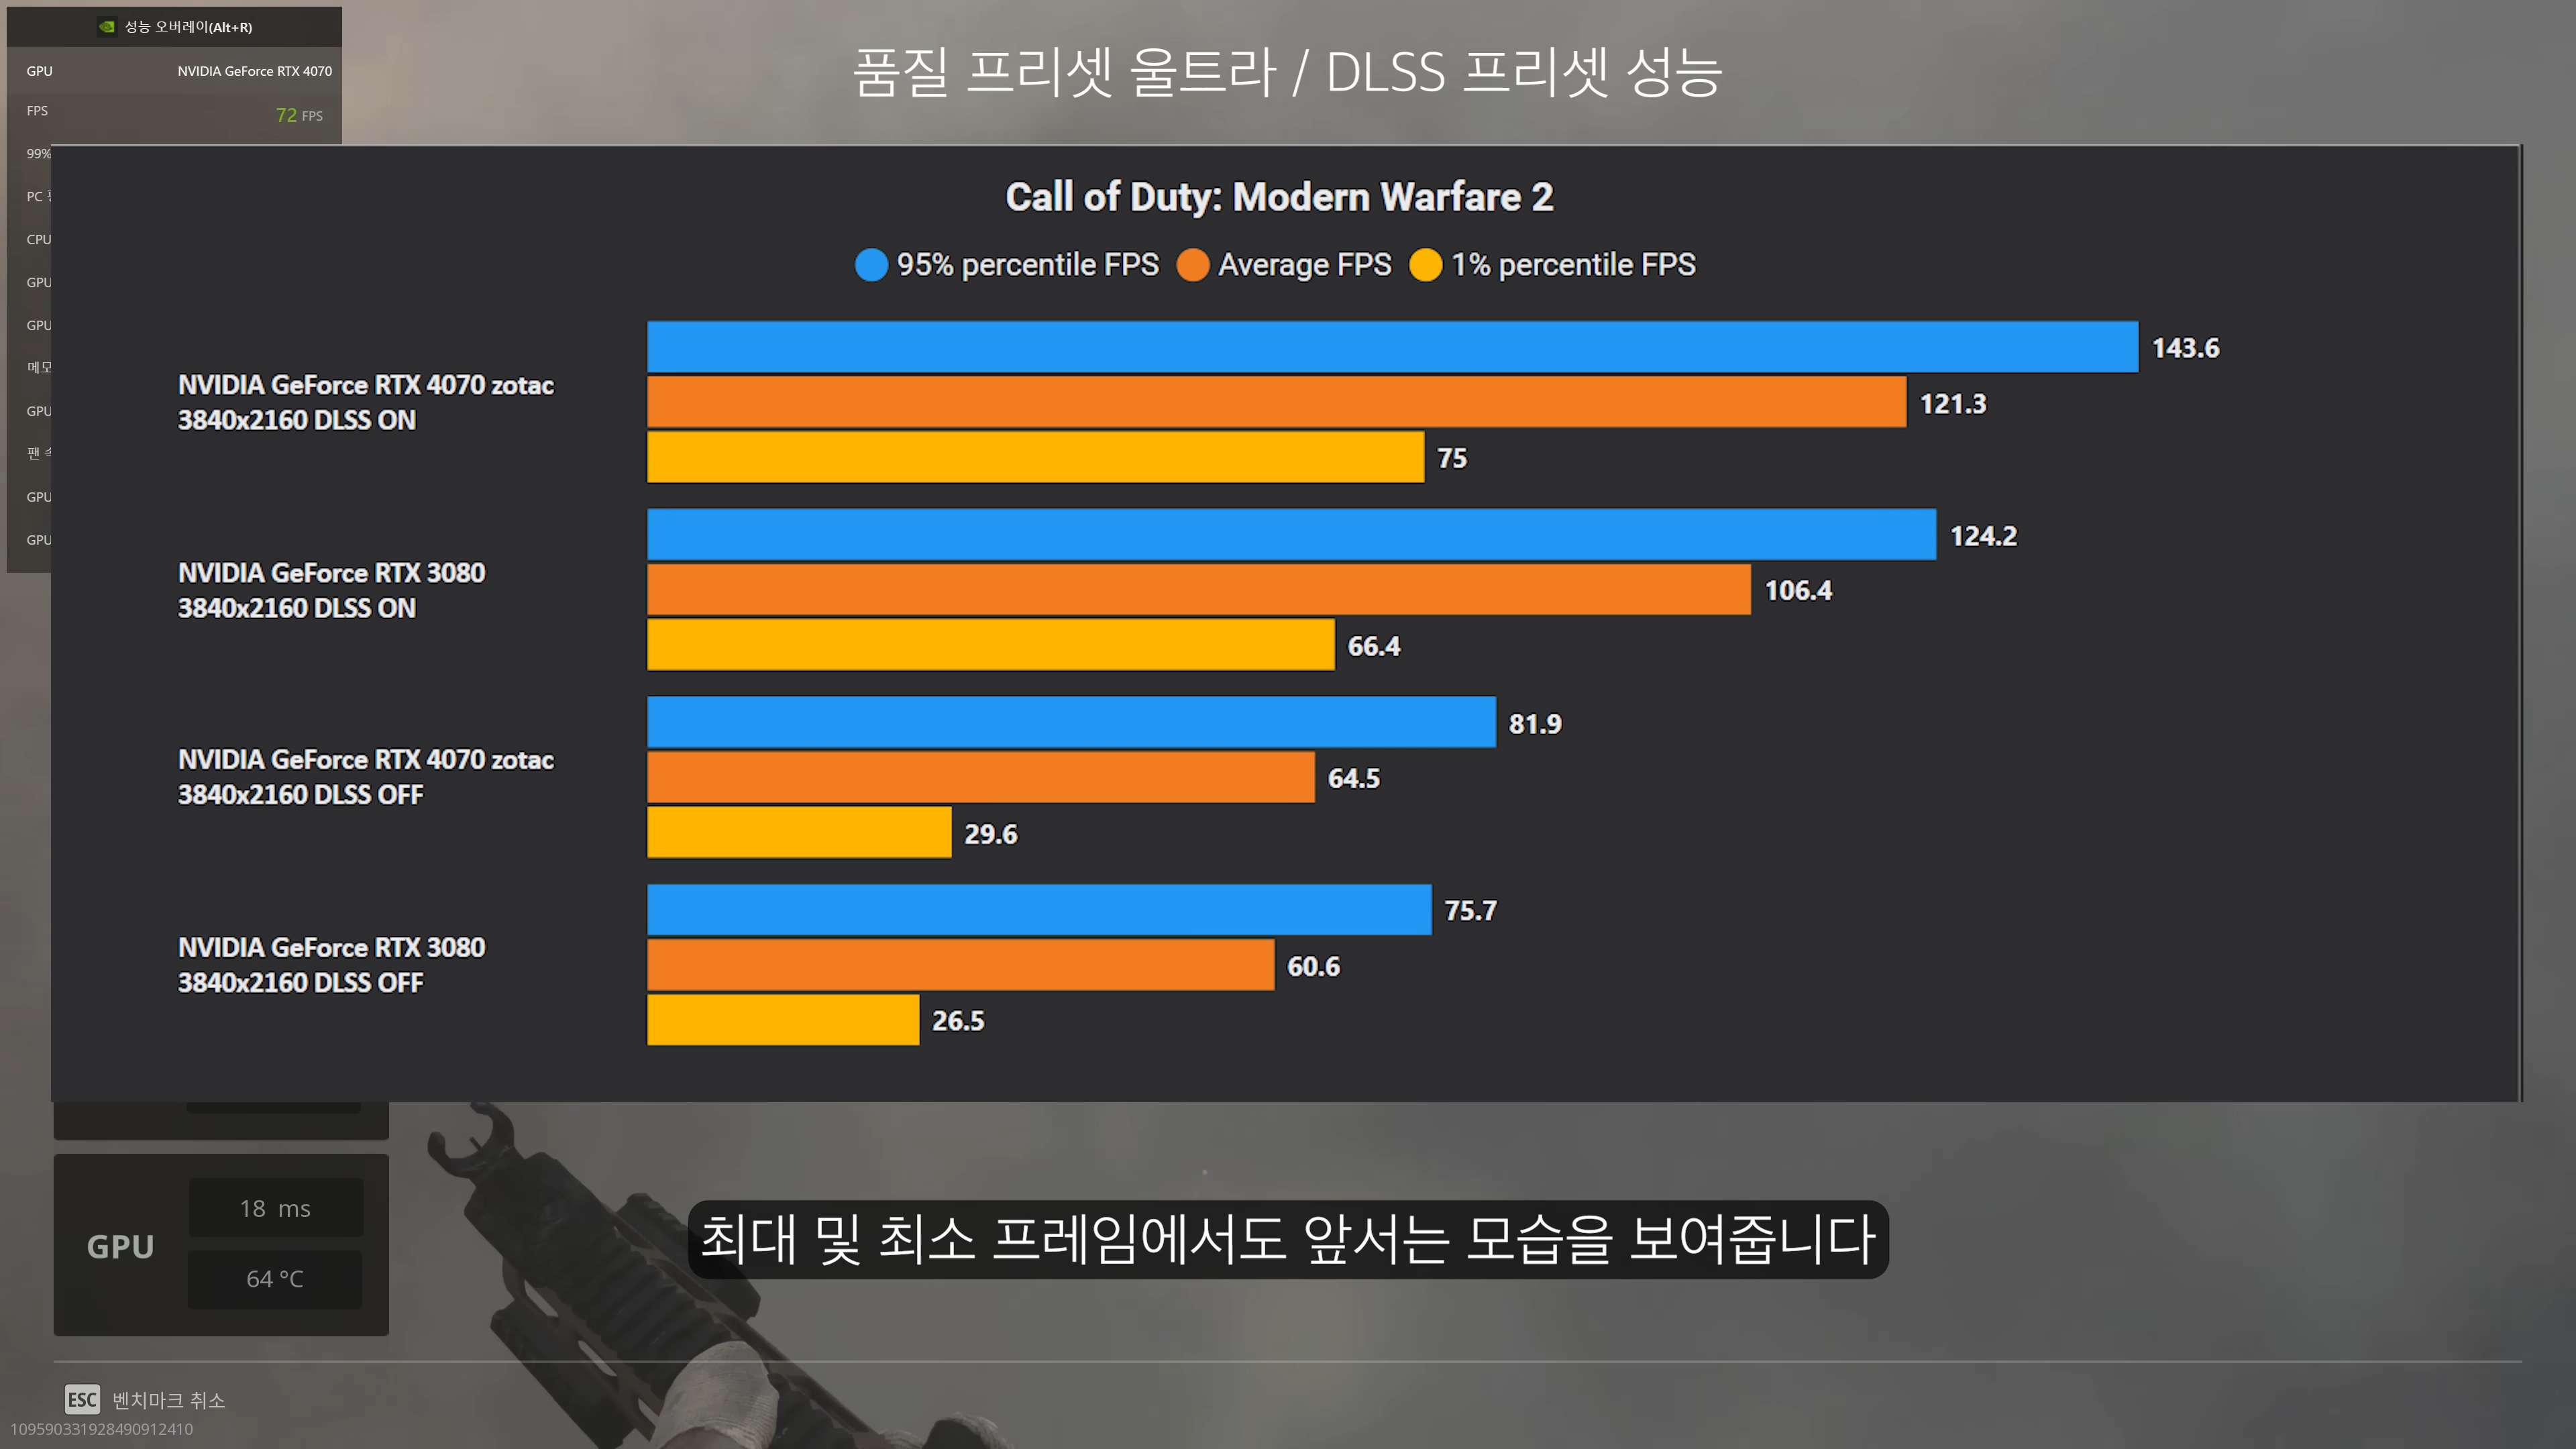 성능 오버레이(Alt+R)
GPU NVIDIA GeForce RTX 4070
FPS 72 FPS
99%
PC
CPU
GPU
GPU
메모
GPU
팬
GPU
GPU
품질 프리셋 울트라 / DLSS 프리셋 성능
Call of Duty: Modern Warfare 2
95% percentile FPS Average FPS 1% percentile FPS
NVIDIA GeForce RTX 4070 zotac
3840x2160 DLSS ON
143.6
121.3
75
NVIDIA GeForce RTX 3080
3840x2160 DLSS ON
124.2
106.4
66.4
NVIDIA GeForce RTX 4070 zotac
3840x2160 DLSS OFF
81.9
64.5
29.6
NVIDIA GeForce RTX 3080
3840x2160 DLSS OFF
75.7
60.6
26.5
GPU
18 ms
64 °C
최대 및 최소 프레임에서도 앞서는 모습을 보여줍니다
ESC 벤치마크 취소
109590331928490912410